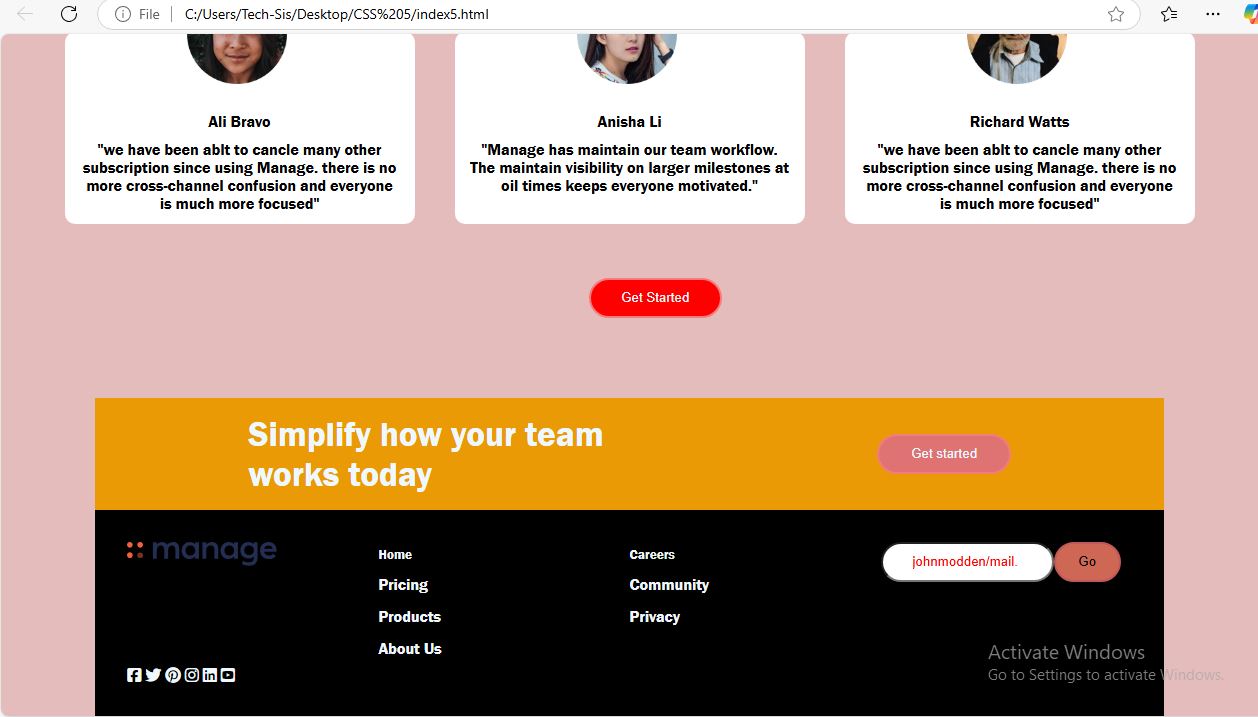 File
C:/Users/Tech-Sis/Desktop/CSS%205/index5.html
Ali Bravo
"we have been ablt to cancle many other
subscription since using Manage. there is no
more cross-channel confusion and everyone
is much more focused"
Anisha Li
"Manage has maintain our team workflow.
The maintain visibility on larger milestones at
oil times keeps everyone motivated."
Richard Watts
"we have been ablt to cancle many other
subscription since using Manage. there is no
more cross-channel confusion and everyone
is much more focused"
Get Started
Simplify how your team
works today
Get started
manage
Home
Pricing
Products
About Us
Careers
Community
Privacy
johnmodden/mail.
Go
Activate Windows
Go to Settings to activate Windows.